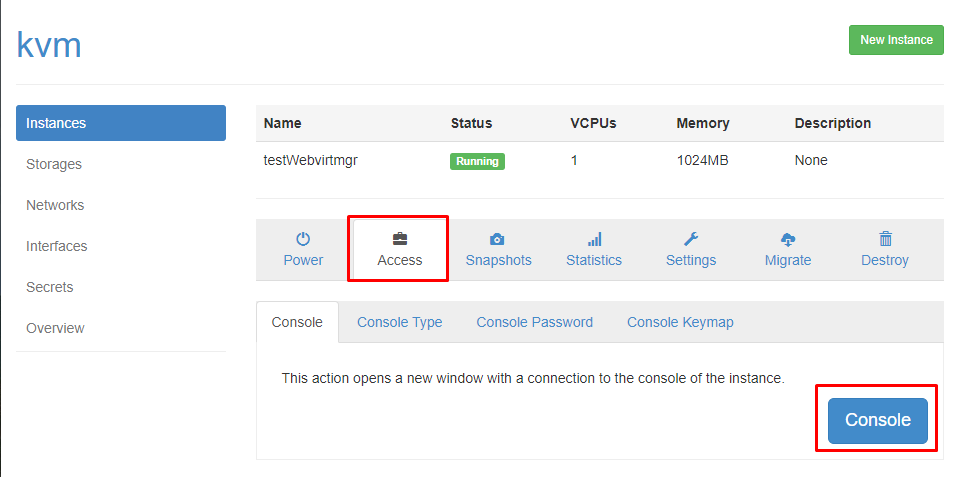 kvm
New Instance
Instances
Storages
Networks
Interfaces
Secrets
Overview
Name Status VCPUs Memory Description
testWebvirtmgr Running 1 1024MB None
Power Access Snapshots Statistics Settings Migrate Destroy
Console Console Type Console Password Console Keymap
This action opens a new window with a connection to the console of the instance.
Console